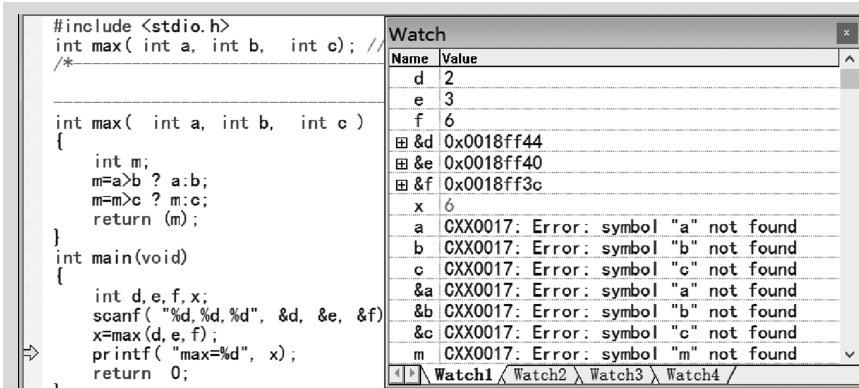 #include <stdio.h>
int max( int a, int b, int c); //
/*
int max( int a, int b, int c )
{
int m;
m=a>b ? a:b;
m=m>c ? m:c;
return (m);
}
int main(void)
{
int d,e,f,x;
scanf( "%d,%d,%d", &d, &e, &f)
x=max(d,e,f);
printf( "max=%d", x);
return 0;
Watch
Name Value
d 2
e 3
f 6
&d 0x0018ff44
&e 0x0018ff40
&f 0x0018ff3c
x 6
a CXX0017: Error: symbol "a" not found
b CXX0017: Error: symbol "b" not found
c CXX0017: Error: symbol "c" not found
&a CXX0017: Error: symbol "a" not found
&b CXX0017: Error: symbol "b" not found
&c CXX0017: Error: symbol "c" not found
m CXX0017: Error: symbol "m" not found
Watch1 Watch2 Watch3 Watch4